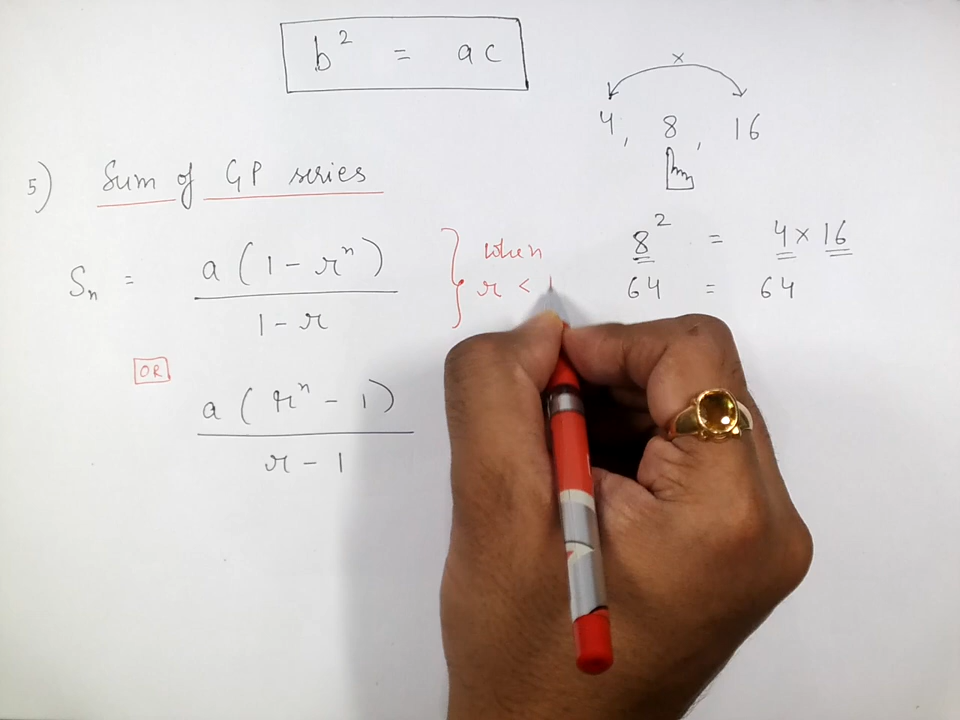 b² = ac
×
4, 8, 16
5) Sum of GP series
8² = 4 × 16
64 = 64
Sₙ = a(1 - rⁿ) / 1 - r
when
r < 1
OR
a(rⁿ - 1) / r - 1